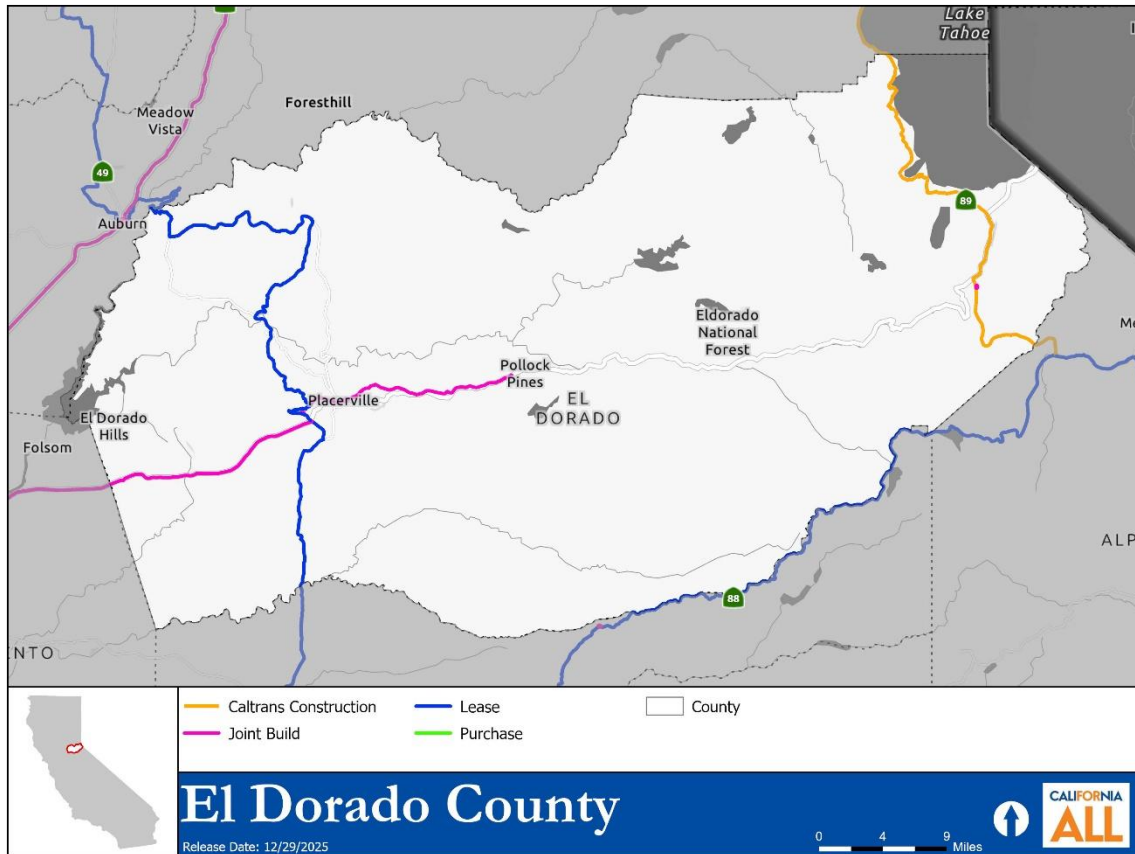 Lake
Tahoe
Foresthill
Meadow
Vista
49
89
Auburn
Eldorado
National
Forest
Pollock
Pines
Placerville
EL
DORADO
El Dorado
Hills
Folsom
ALP
88
ENTO
Caltrans Construction
Lease
County
Joint Build
Purchase
El Dorado County
Release Date: 12/29/2025
0 4 9
Miles
CALIFORNIA
ALL